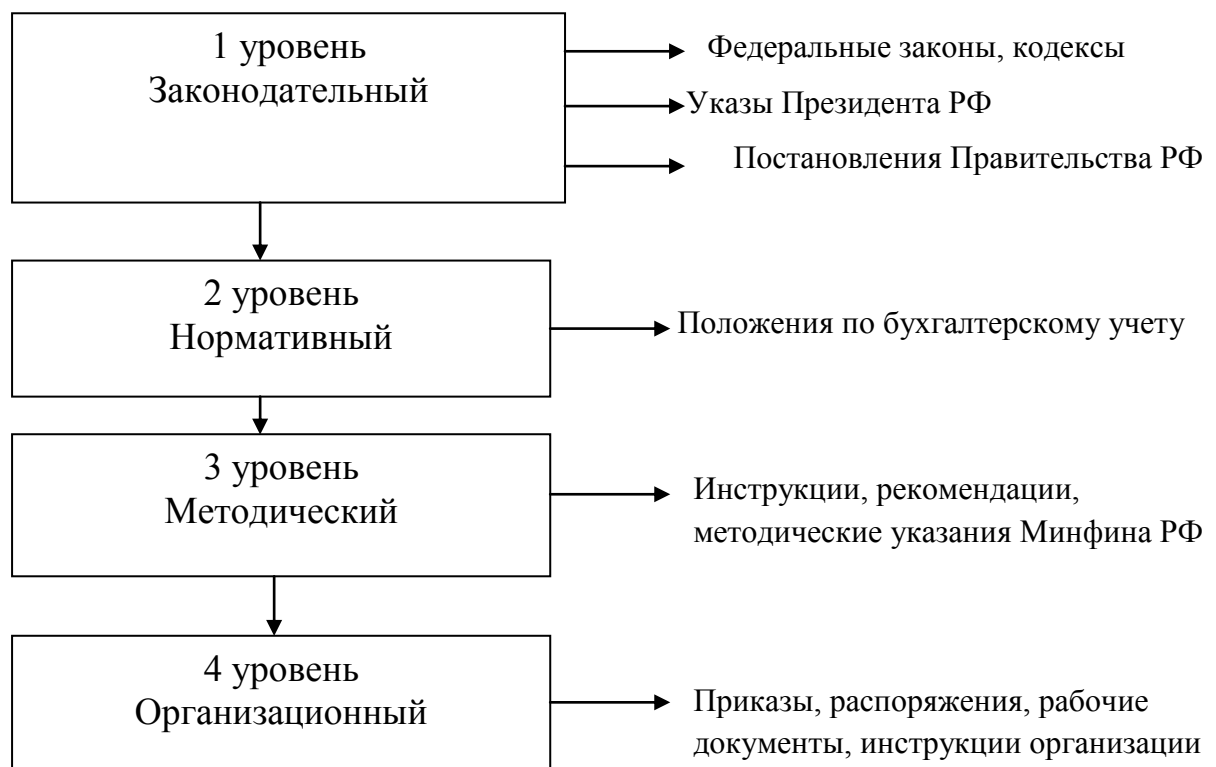 1 уровень
Законодательный
Федеральные законы, кодексы
Указы Президента РФ
Постановления Правительства РФ
2 уровень
Нормативный
Положения по бухгалтерскому учету
3 уровень
Методический
Инструкции, рекомендации,
методические указания Минфина РФ
4 уровень
Организационный
Приказы, распоряжения, рабочие
документы, инструкции организации